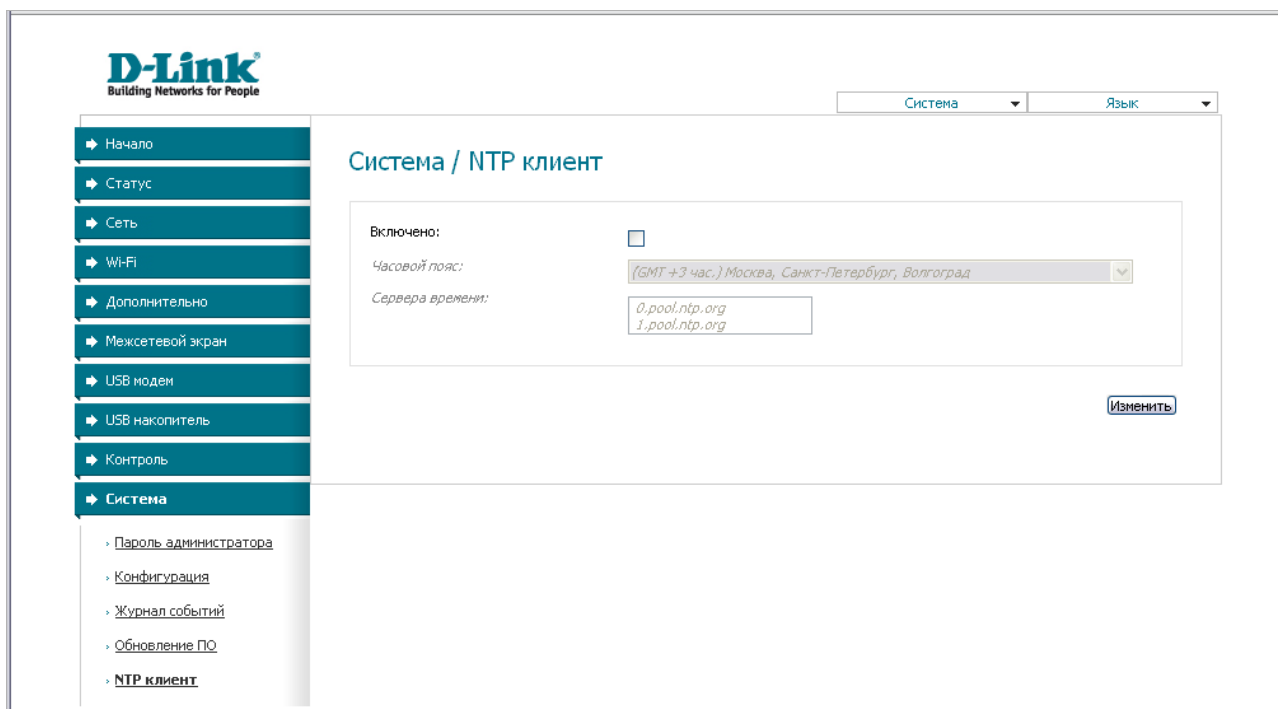 D-Link
Building Networks for People
Система
Язык
Начало
Статус
Сеть
Wi-Fi
Дополнительно
Межсетевой экран
USB модем
USB накопитель
Контроль
Система
Пароль администратора
Конфигурация
Журнал событий
Обновление ПО
NTP клиент
Система / NTP клиент
Включено:
Часовой пояс:
(GMT +3 час.) Москва, Санкт-Петербург, Волгоград
Сервера времени:
0.pool.ntp.org
1.pool.ntp.org
Изменить